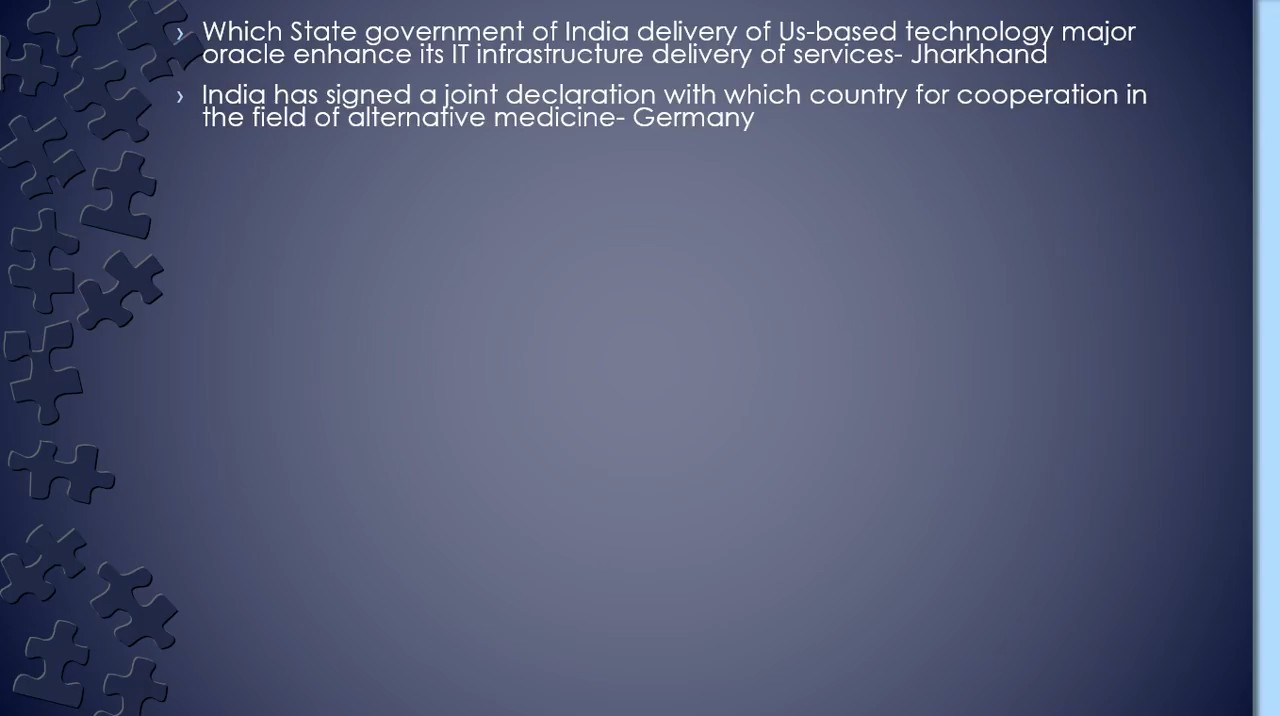 › Which State government of India delivery of Us-based technology major
oracle enhance its IT infrastructure delivery of services- Jharkhand
› India has signed a joint declaration with which country for cooperation in
the field of alternative medicine- Germany